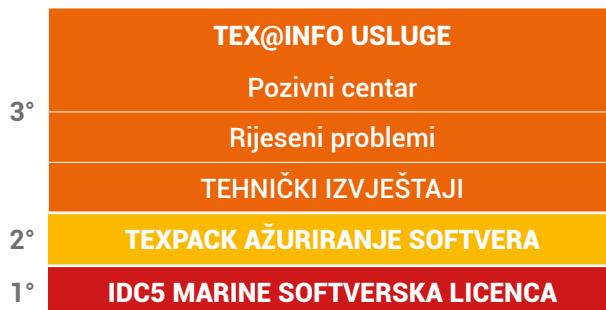 TEX@INFO USLUGE
Pozivni centar
3°
Rijeseni problemi
TEHNIČKI IZVJEŠTAJI
2°
TEXPACK AŽURIRANJE SOFTVERA
1°
IDC5 MARINE SOFTVERSKA LICENCA